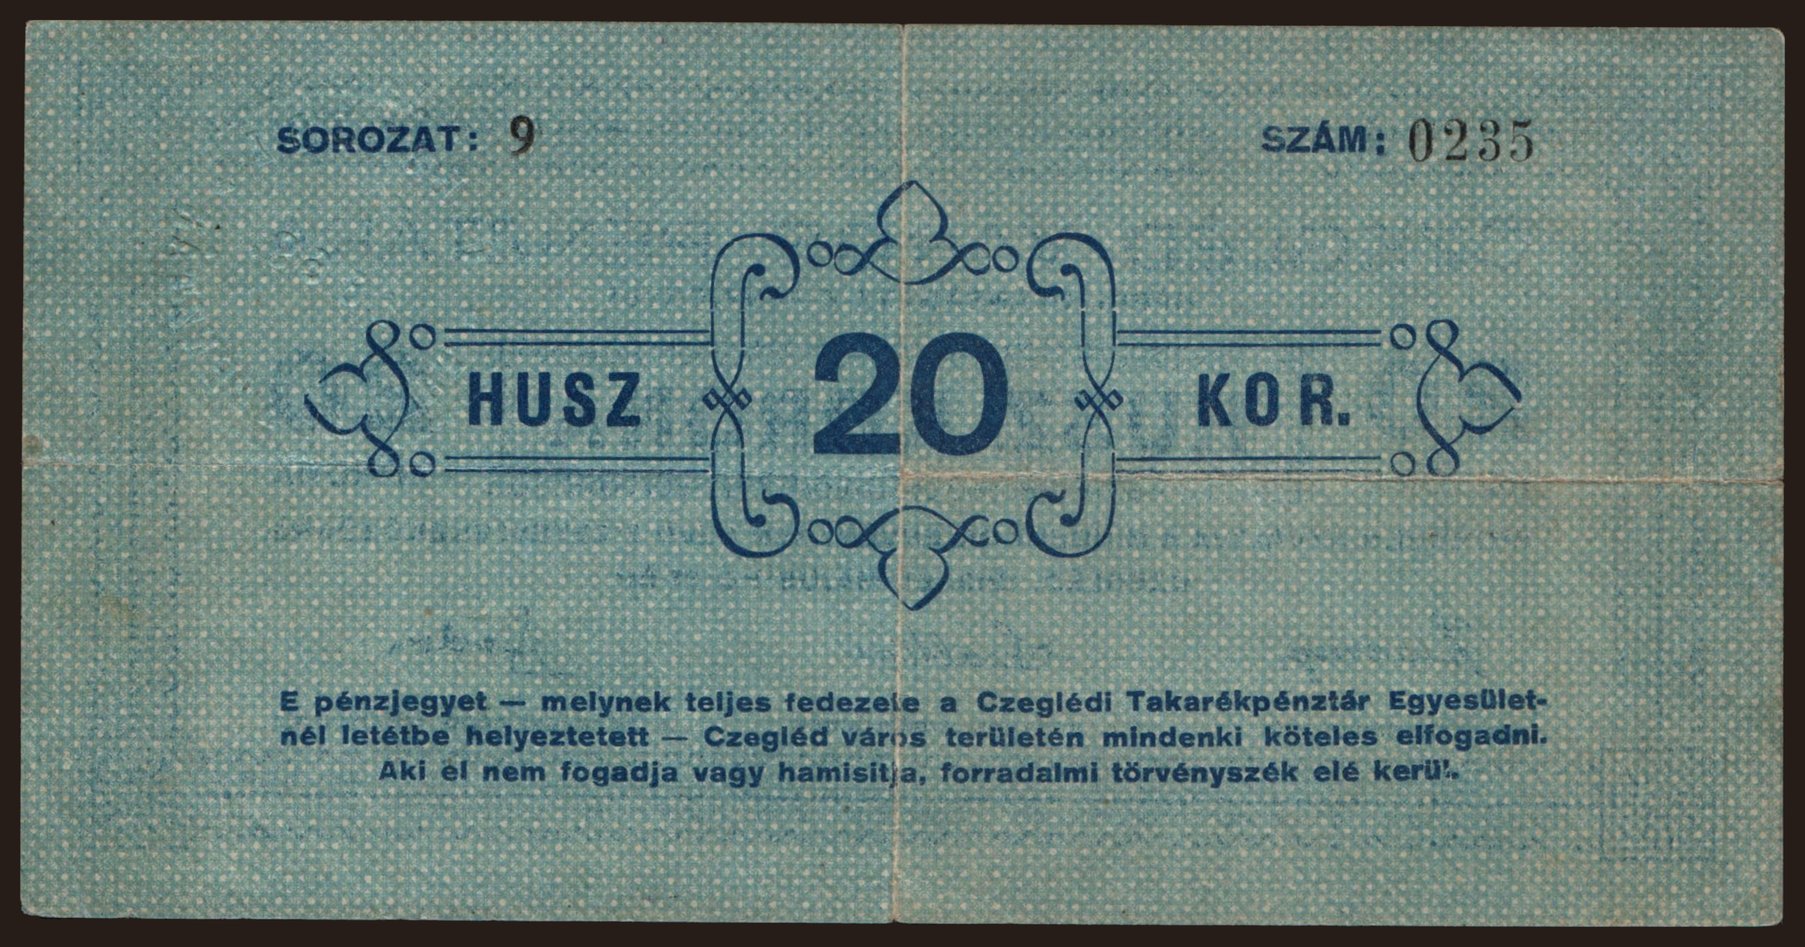 SOROZAT: 9 SZÁM: 0235
HUSZ 20 KOR.
E pénzjegyet — melynek teljes fedezete a Czeglédi Takarékpénztár Egyesület-
nél letétbe helyeztetett — Czegléd város területén mindenki köteles elfogadni.
Aki el nem fogadja vagy hamisitja, forradalmi törvényszék elé kerül.